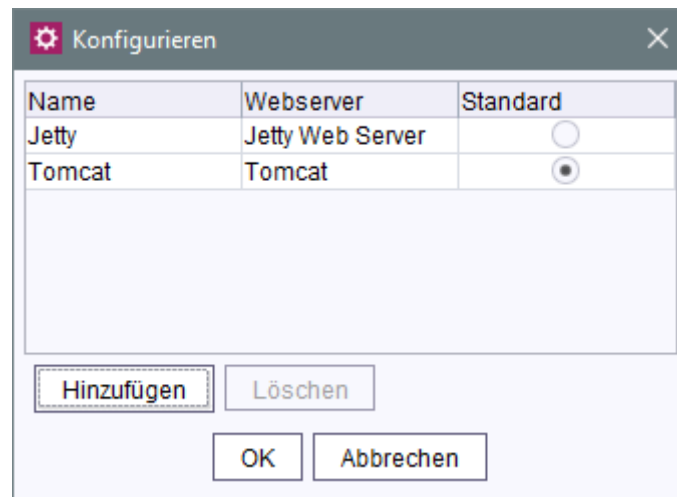 Konfigurieren
Name Webserver Standard
Jetty Jetty Web Server
Tomcat Tomcat
Hinzufügen Löschen
OK Abbrechen